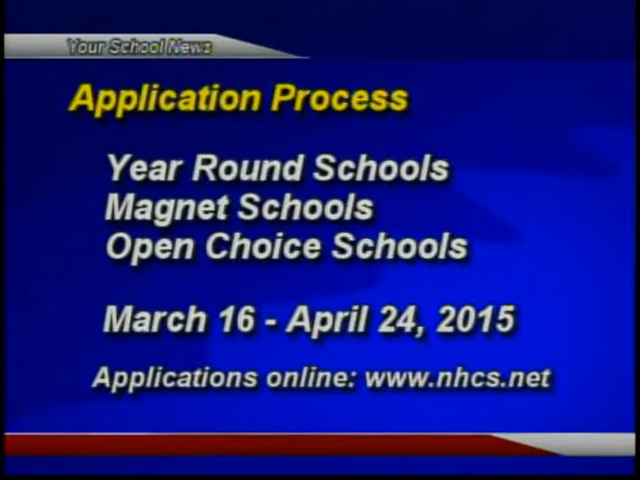 Your School News
Application Process
Year Round Schools
Magnet Schools
Open Choice Schools
March 16 - April 24, 2015
Applications online: www.nhcs.net